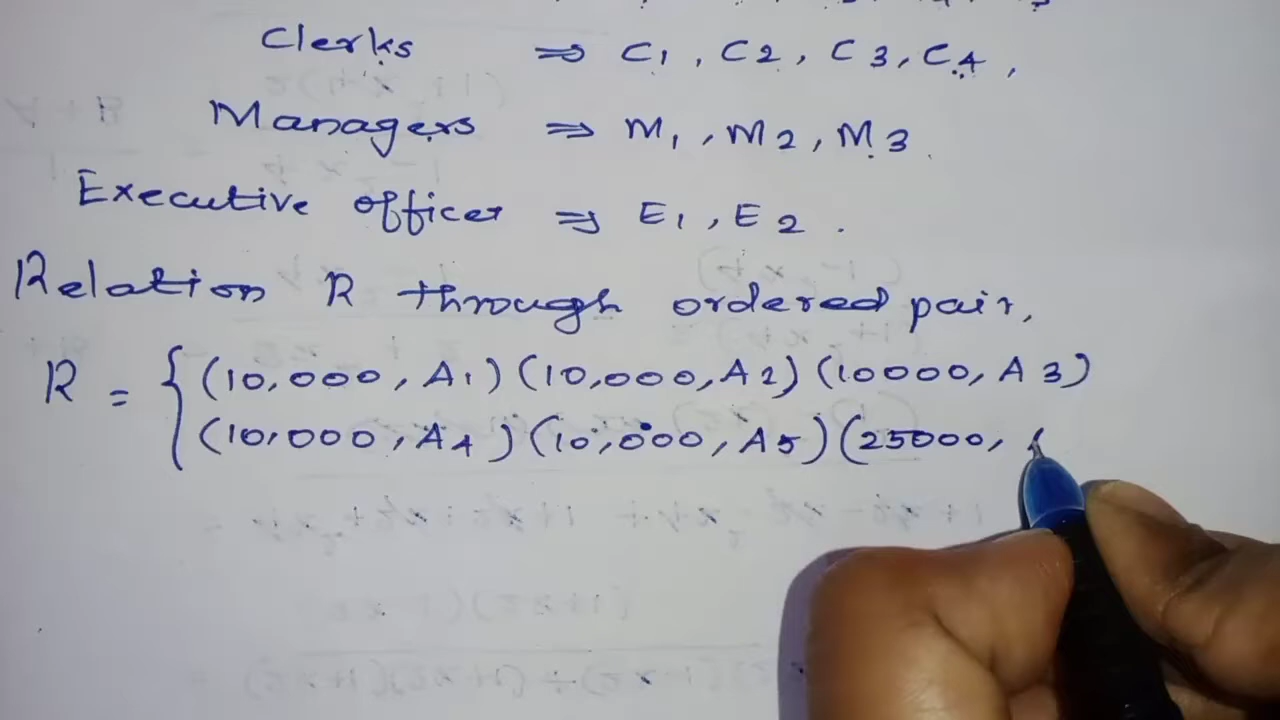 Clerks ⇒ C1, C2, C3, C4,
Managers ⇒ M1, M2, M3.
Executive officer ⇒ E1, E2.
Relation R through ordered pair,
R = { (10,000, A1) (10,000, A2) (10000, A3)
(10,000, A4) (10,000, A5) (25000,